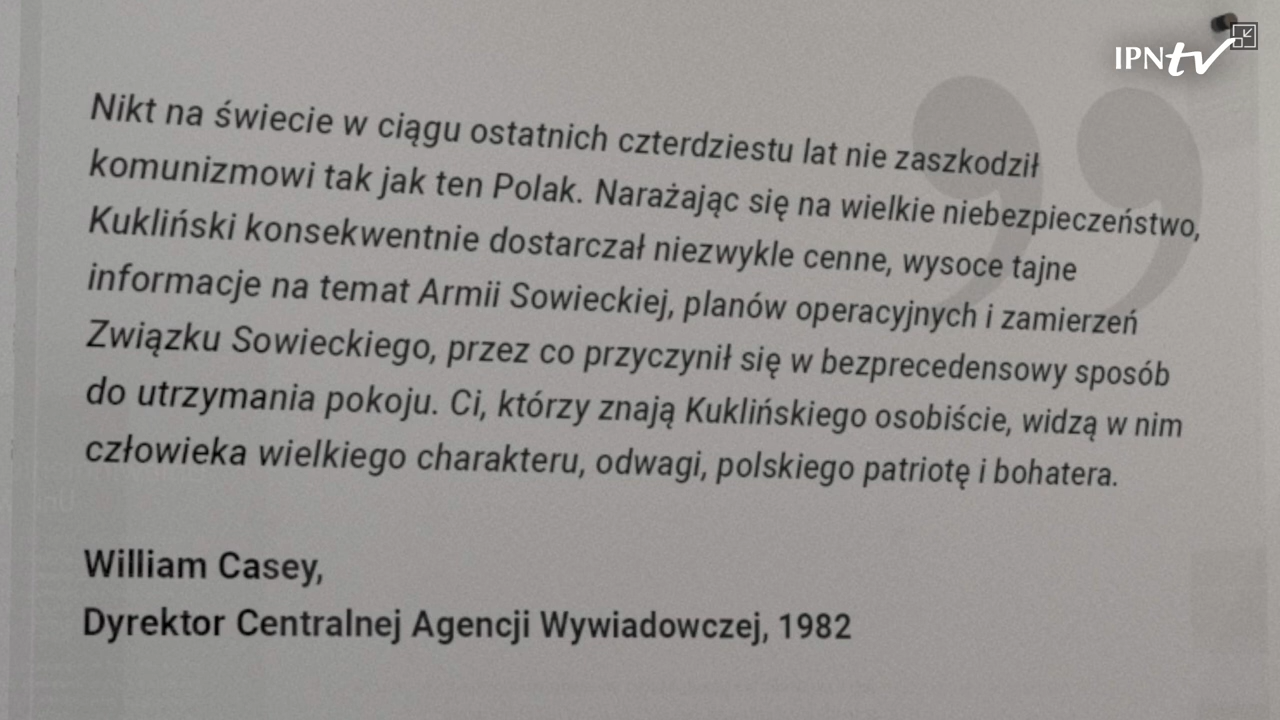 IPNtv
Nikt na świecie w ciągu ostatnich czterdziestu lat nie zaszkodził
komunizmowi tak jak ten Polak. Narażając się na wielkie niebezpieczeństwo,
Kukliński konsekwentnie dostarczał niezwykle cenne, wysoce tajne
informacje na temat Armii Sowieckiej, planów operacyjnych i zamierzeń
Związku Sowieckiego, przez co przyczynił się w bezprecedensowy sposób
do utrzymania pokoju. Ci, którzy znają Kuklińskiego osobiście, widzą w nim
człowieka wielkiego charakteru, odwagi, polskiego patriotę i bohatera.
William Casey,
Dyrektor Centralnej Agencji Wywiadowczej, 1982